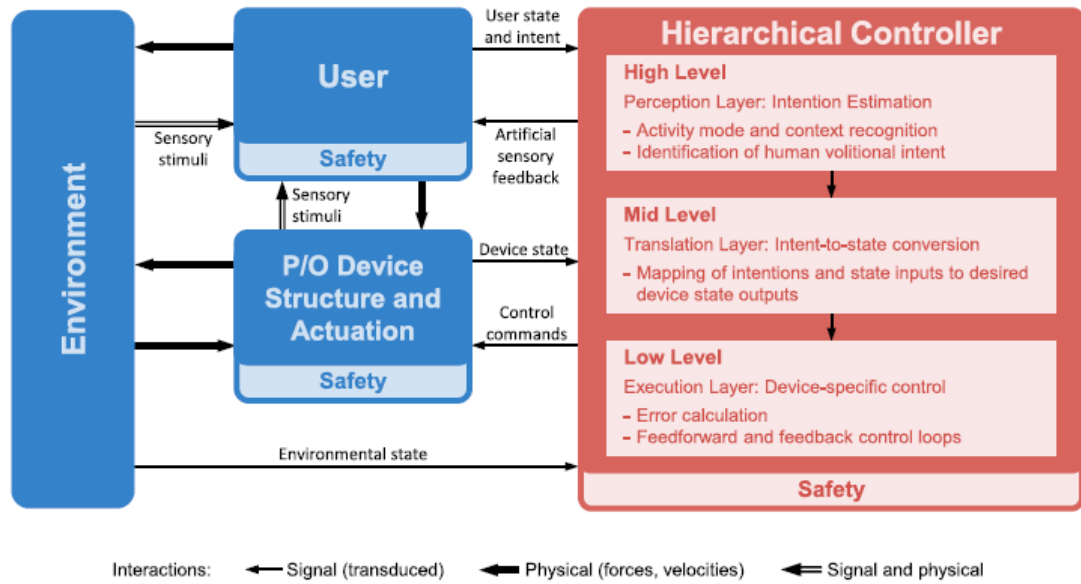 Environment
User state
and intent
User
Sensory
stimuli
Safety
Artificial
sensory
feedback
Sensory
stimuli
P/O Device
Structure and
Actuation
Safety
Device state
Control
commands
Environmental state
Hierarchical Controller
High Level
Perception Layer: Intention Estimation
– Activity mode and context recognition
– Identification of human volitional intent
Mid Level
Translation Layer: Intent-to-state conversion
– Mapping of intentions and state inputs to desired
device state outputs
Low Level
Execution Layer: Device-specific control
– Error calculation
– Feedforward and feedback control loops
Safety
Interactions: Signal (transduced) Physical (forces, velocities) Signal and physical